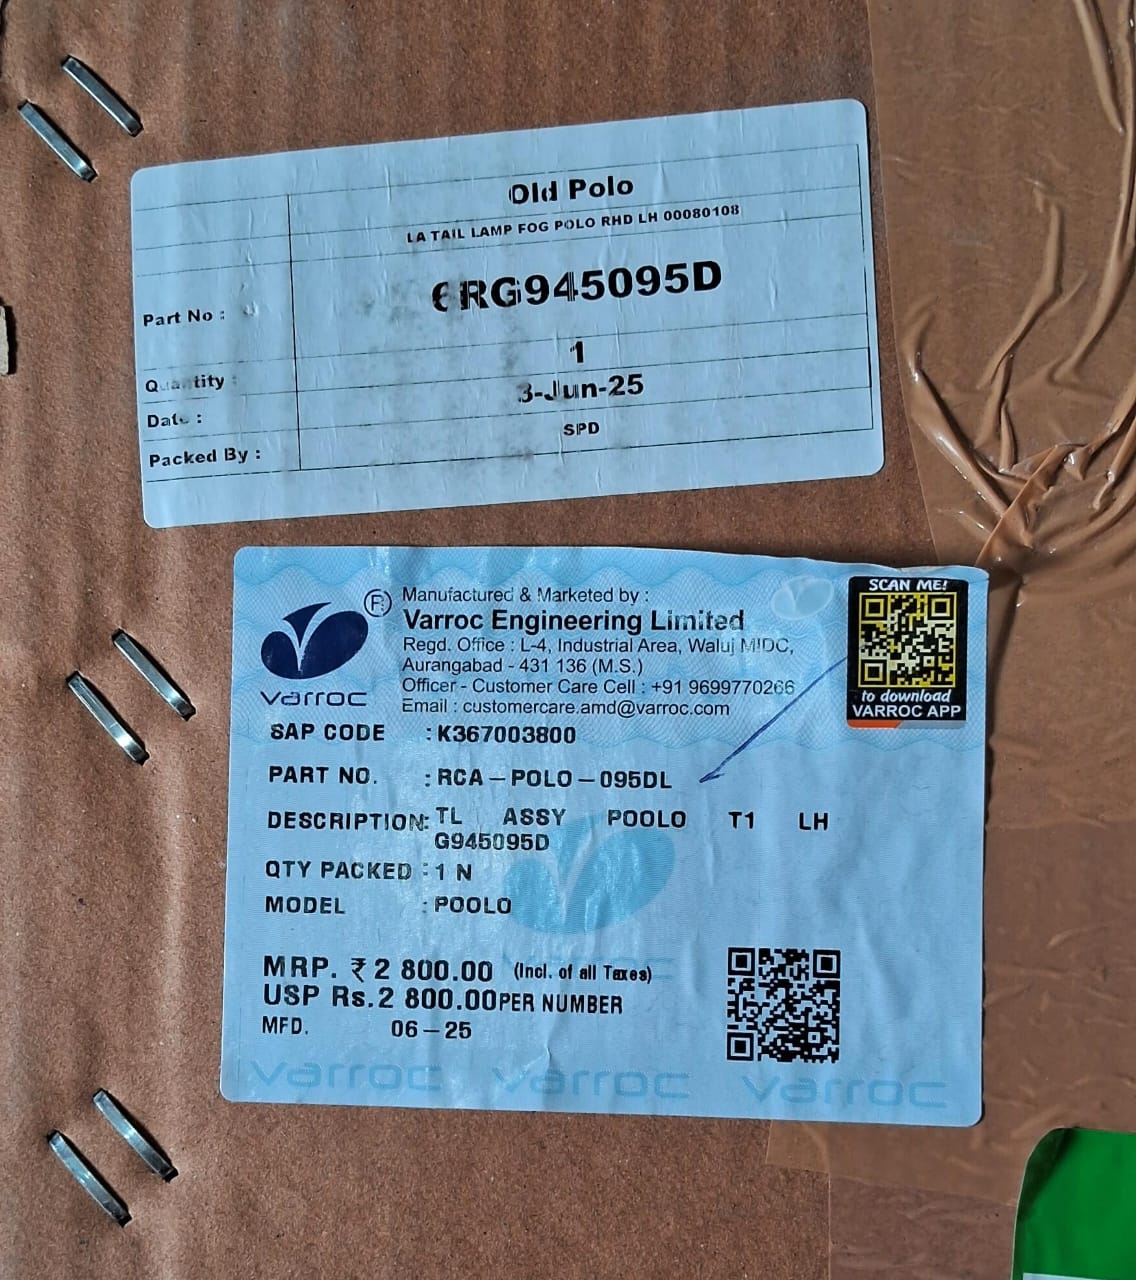 Old Polo
LA TAIL LAMP FOG POLO RHD LH 00080108
Part No : 6RG945095D
Quantity : 1
Date : 3-Jun-25
Packed By : SPD
Manufactured & Marketed by :
Varroc Engineering Limited
Regd. Office : L-4, Industrial Area, Waluj MIDC,
Aurangabad - 431 136 (M.S.)
Officer - Customer Care Cell : +91 9699770266
Email : customercare.amd@varroc.com
R
varroc
SCAN ME!
to download
VARROC APP
SAP CODE : K367003800
PART NO. : RCA-POLO-095DL
DESCRIPTION: TL ASSY POOLO T1 LH
G945095D
QTY PACKED : 1 N
MODEL : POOLO
MRP. ₹ 2 800.00 (Incl. of all Taxes)
USP Rs.2 800.00PER NUMBER
MFD. 06-25
varroc varroc varroc